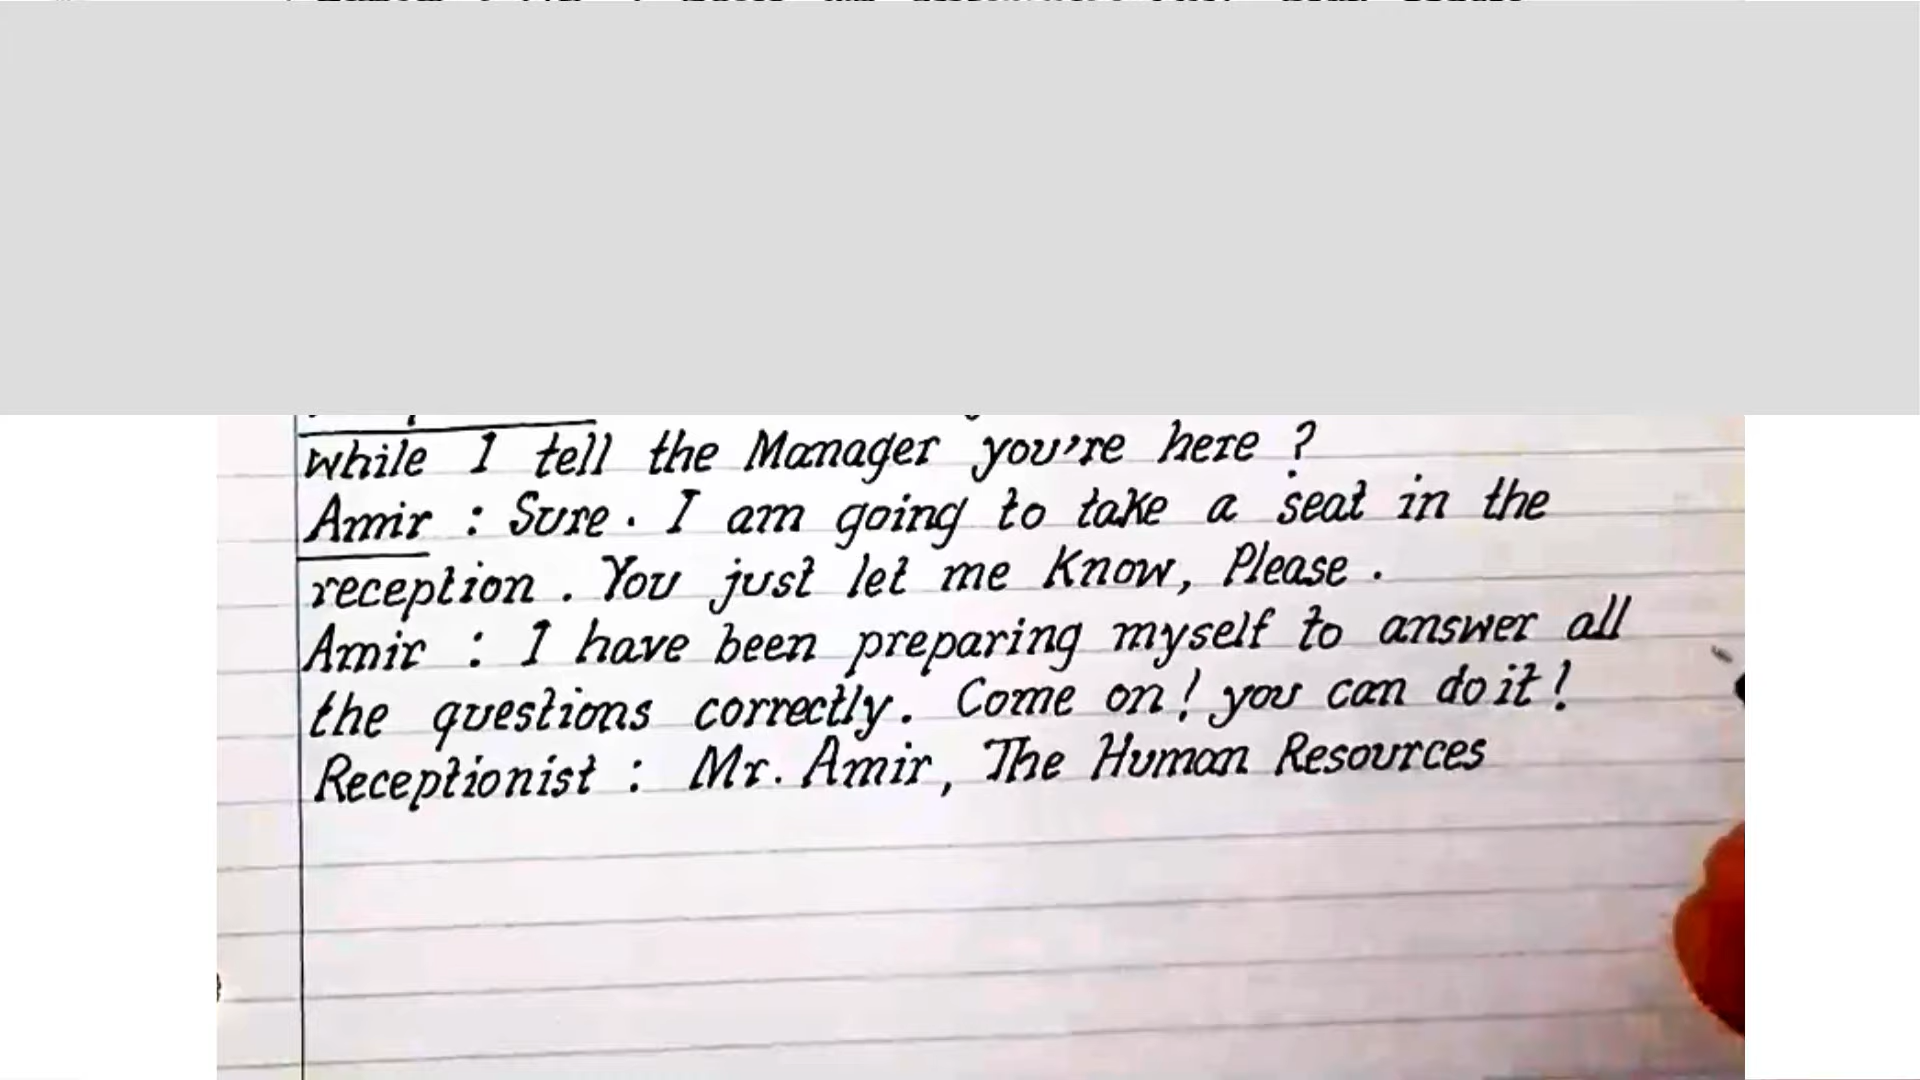 while I tell the Manager you're here ?
Amir : Sure. I am going to take a seat in the
reception. You just let me Know, Please.
Amir : I have been preparing myself to answer all
the questions correctly. Come on! you can do it!
Receptionist : Mr. Amir, The Human Resources